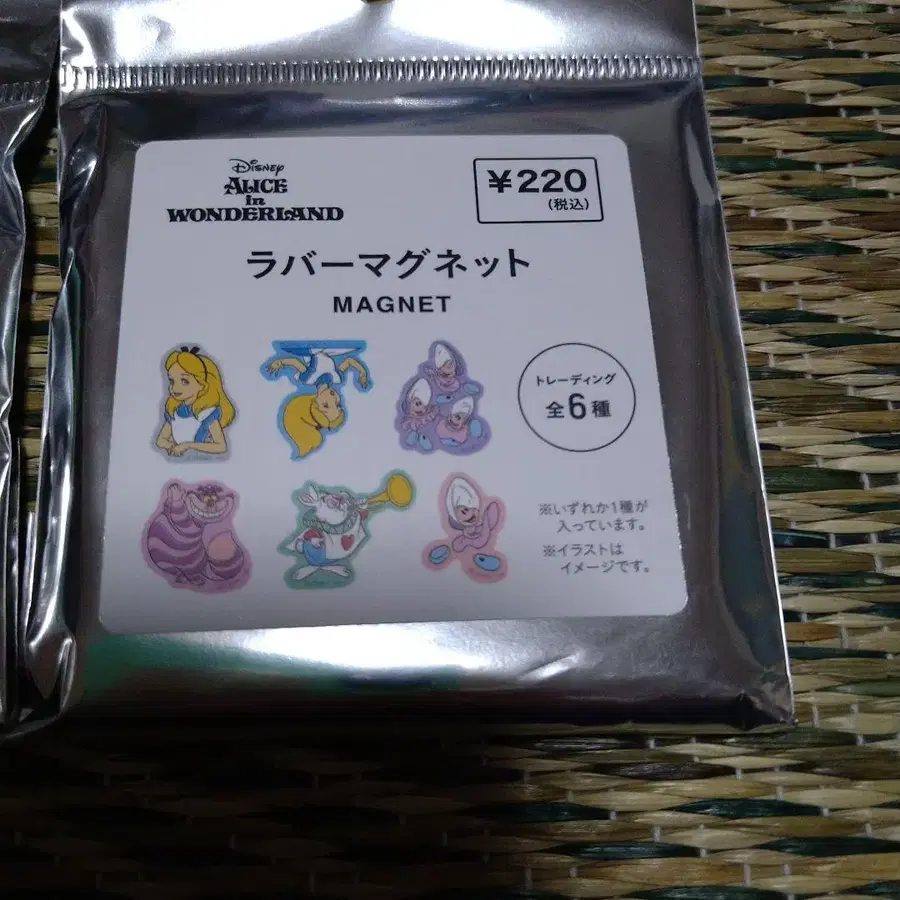 Disney
ALICE
in
WONDERLAND
¥220
(税込)
ラバーマグネット
MAGNET
トレーディング
全6種
※いずれか1種が
入っています。
※イラストは
イメージです。